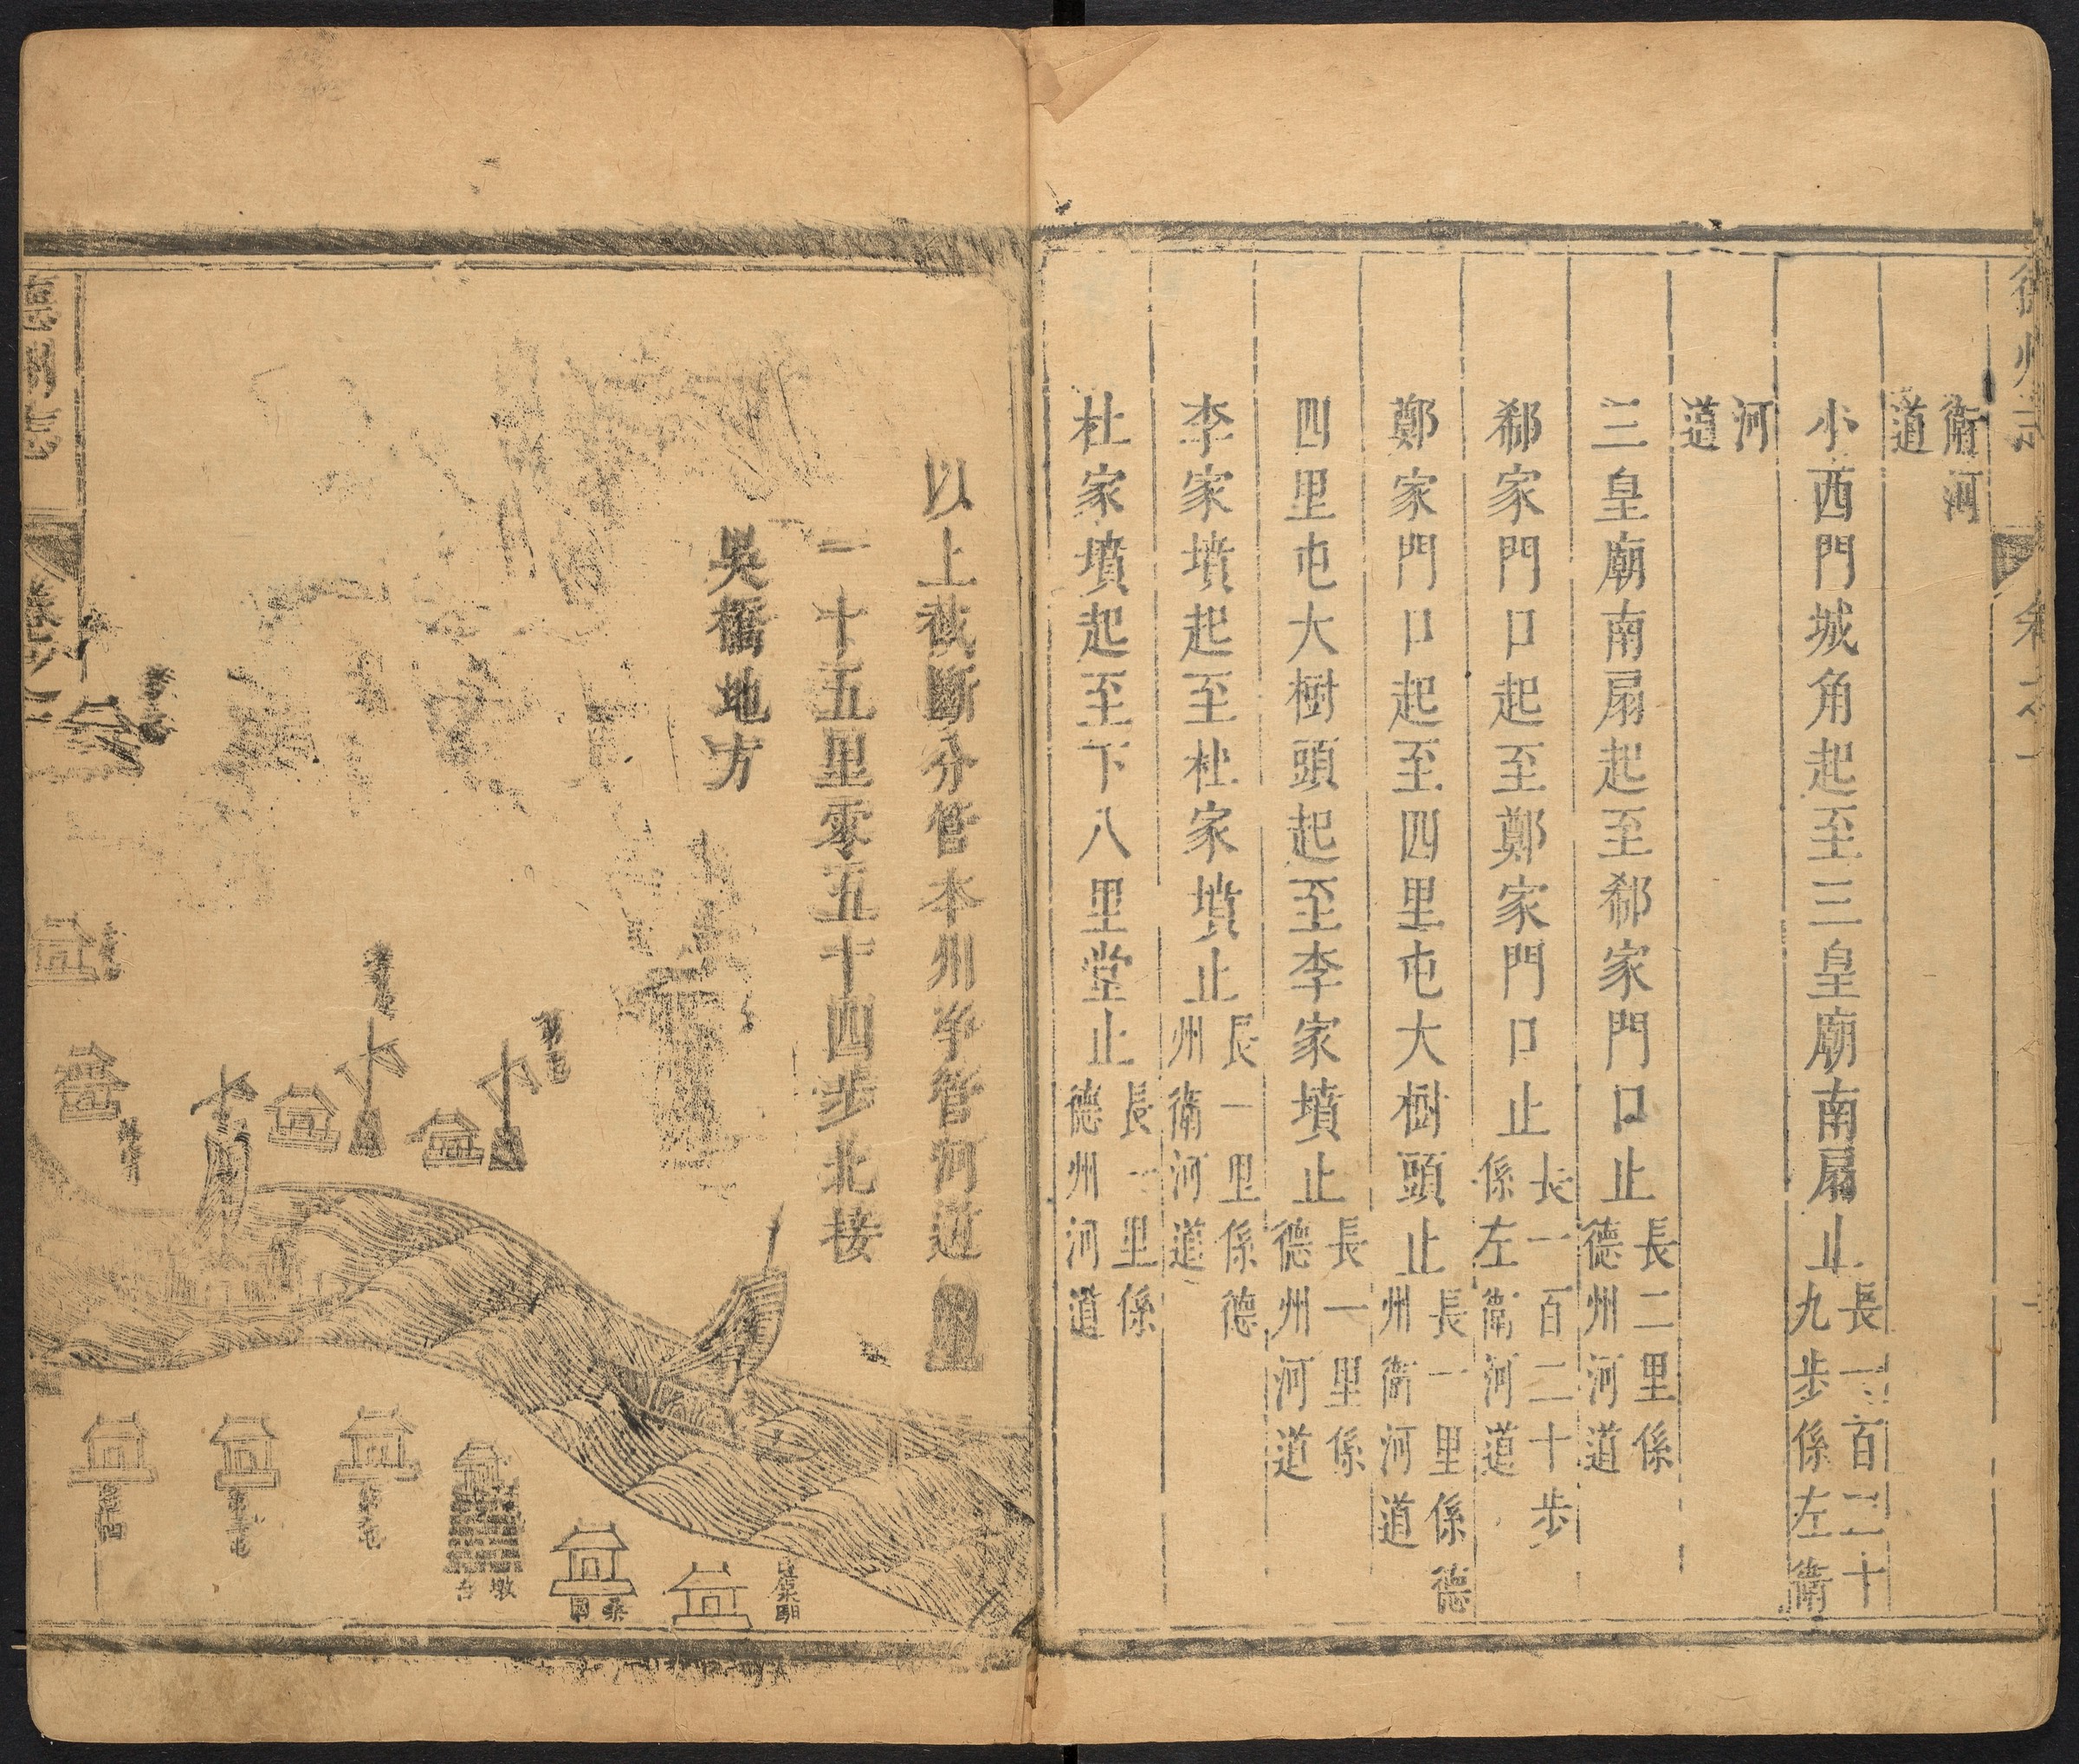 衛河
道
小西門城角起至三皇廟南扇止長一百二十
九步係左衛
河
道
三皇廟南扇起至郗家門口止長二里係
德州河道
郗家門口起至鄭家門口止長一百二十步
係左衛河道
鄭家門口起至四里屯大樹頭止長一里係德
州衛河道
四里屯大樹頭起至李家墳止長一里係
德州河道
李家墳起至杜家墳止長一里係德
州衛河道
杜家墳起至下八里堂止長一里係
德州河道
以上截斷分管本州爭管河道
一十五里零五十四步北接
吳橋地方
墩台
德州志